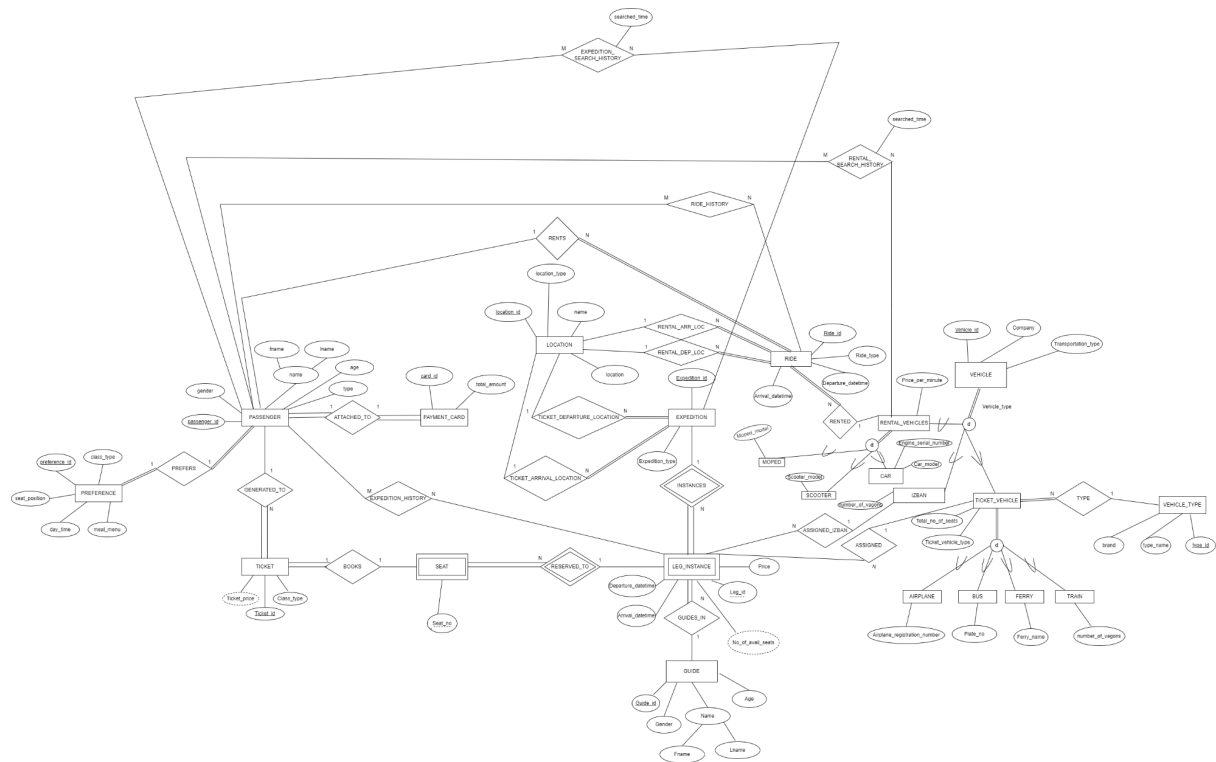 searched_time
M
EXPEDITION_
SEARCH_HISTORY
N
searched_time
M
RENTAL_
SEARCH_HISTORY
N
M
RIDE_HISTORY
N
1
RENTS
N
location_type
location_id
name
LOCATION
location
1
RENTAL_ARR_LOC
N
1
RENTAL_DEP_LOC
N
RIDE
Ride_id
Ride_type
Departure_datetime
Arrival_datetime
Vehicle_id
Company
Transportation_type
VEHICLE
Vehicle_type
d
fname
lname
name
age
type
gender
passenger_id
PASSENGER
1
ATTACHED_TO
1
PAYMENT_CARD
card_id
total_amount
Expedition_id
EXPEDITION
Expedition_type
1
TICKET_DEPARTURE_LOCATION
N
1
TICKET_ARRIVAL_LOCATION
N
N
RENTED
1
RENTAL_VEHICLES
Price_per_minute
d
Moped_model
MOPED
Scooter_model
SCOOTER
CAR
Engine_serial_number
Car_model
IZBAN
number_of_vagons
1
PREFERS
1
preference_id
class_type
seat_position
PREFERENCE
day_time
meal_menu
1
GENERATED_TO
N
M
EXPEDITION_HISTORY
N
1
INSTANCES
N
N
ASSIGNED_IZBAN
1
1
ASSIGNED
N
TICKET_VEHICLE
Total_no_of_seats
Ticket_vehicle_type
N
TYPE
1
VEHICLE_TYPE
brand
type_name
type_id
d
AIRPLANE
BUS
FERRY
TRAIN
Airplane_registration_number
Plate_no
Ferry_name
number_of_vagons
TICKET
Ticket_price
Class_type
Ticket_id
1
BOOKS
1
SEAT
Seat_no
N
RESERVED_TO
1
LEG_INSTANCE
Price
Leg_id
Departure_datetime
Arrival_datetime
No_of_avail_seats
N
GUIDES_IN
1
GUIDE
Guide_id
Gender
Name
Age
Fname
Lname